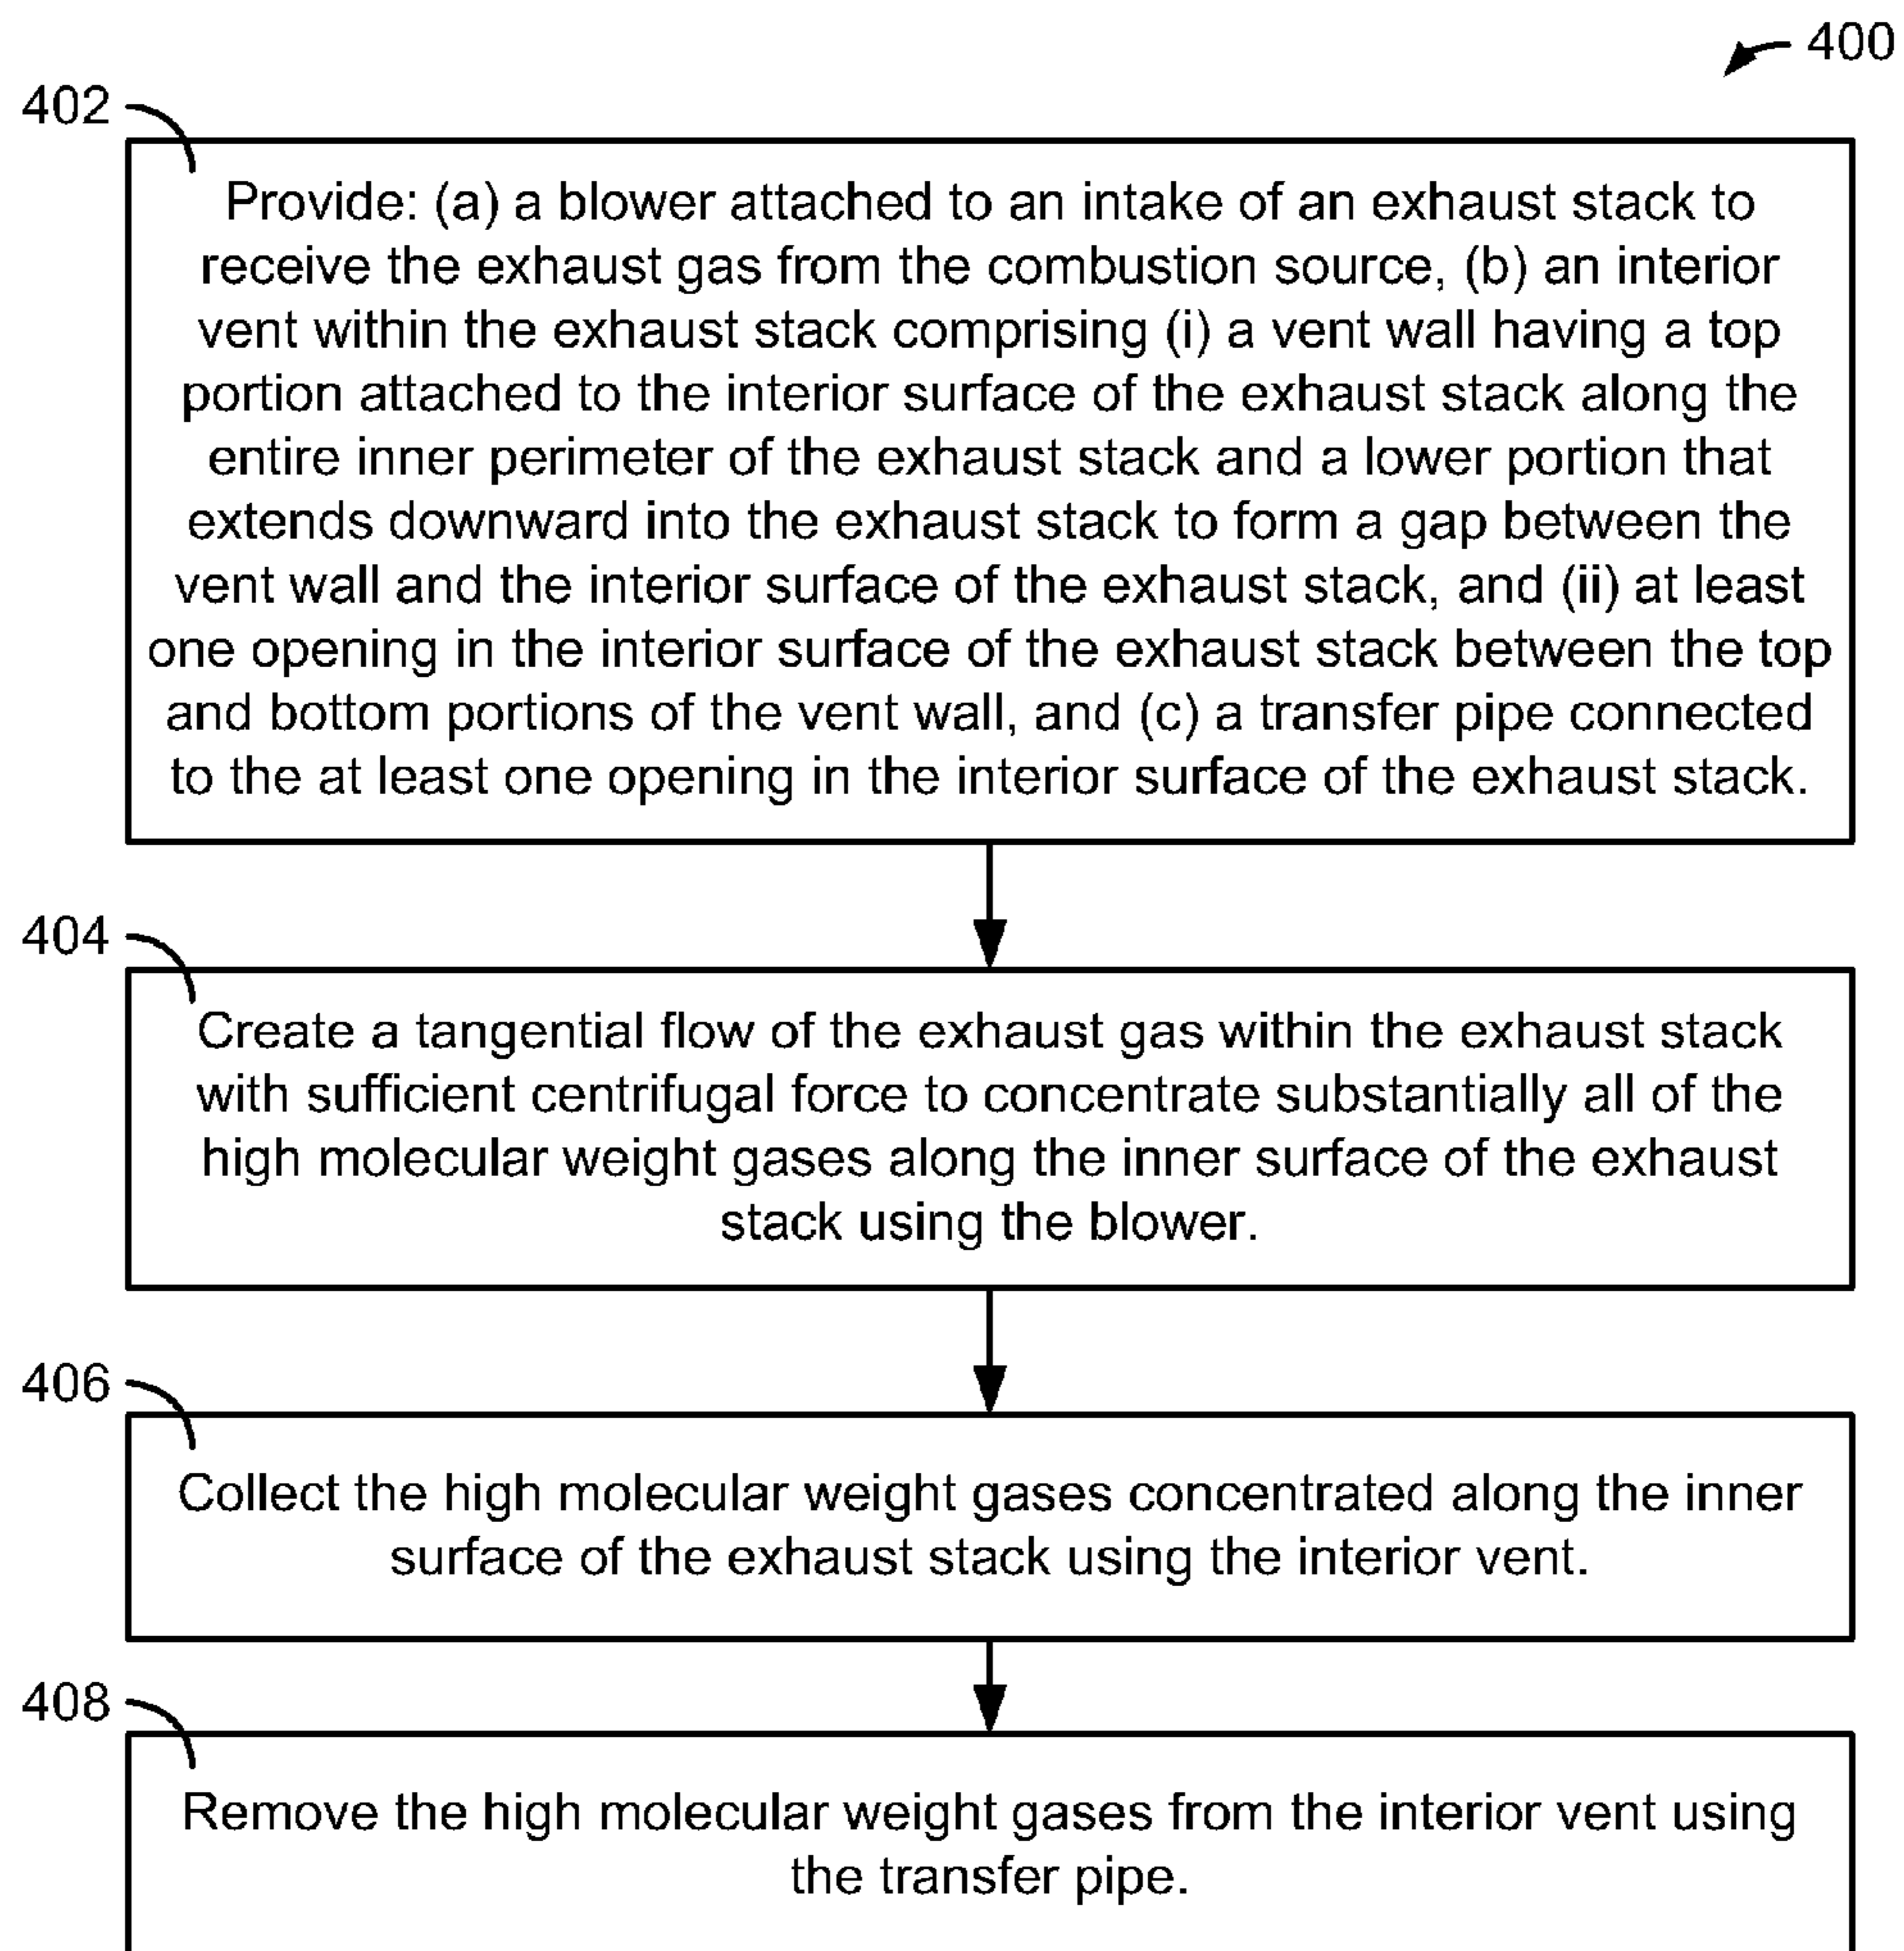 400
402
Provide: (a) a blower attached to an intake of an exhaust stack to
receive the exhaust gas from the combustion source, (b) an interior
vent within the exhaust stack comprising (i) a vent wall having a top
portion attached to the interior surface of the exhaust stack along the
entire inner perimeter of the exhaust stack and a lower portion that
extends downward into the exhaust stack to form a gap between the
vent wall and the interior surface of the exhaust stack, and (ii) at least
one opening in the interior surface of the exhaust stack between the top
and bottom portions of the vent wall, and (c) a transfer pipe connected
to the at least one opening in the interior surface of the exhaust stack.
404
Create a tangential flow of the exhaust gas within the exhaust stack
with sufficient centrifugal force to concentrate substantially all of the
high molecular weight gases along the inner surface of the exhaust
stack using the blower.
406
Collect the high molecular weight gases concentrated along the inner
surface of the exhaust stack using the interior vent.
408
Remove the high molecular weight gases from the interior vent using
the transfer pipe.